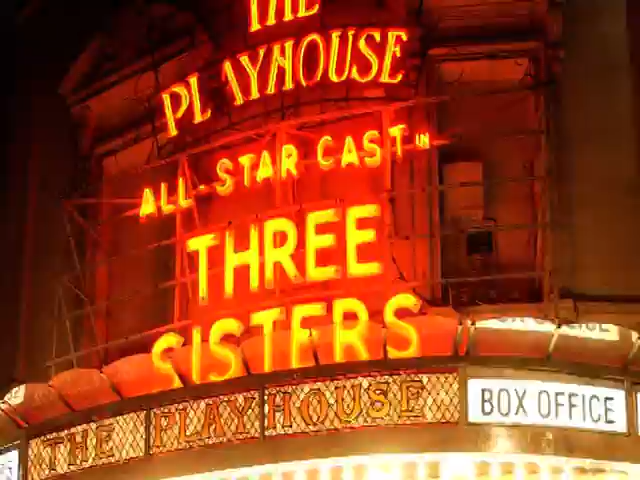 THE
PLAYHOUSE
ALL-STAR CAST IN
THREE
SISTERS
THE PLAYHOUSE
BOX OFFICE